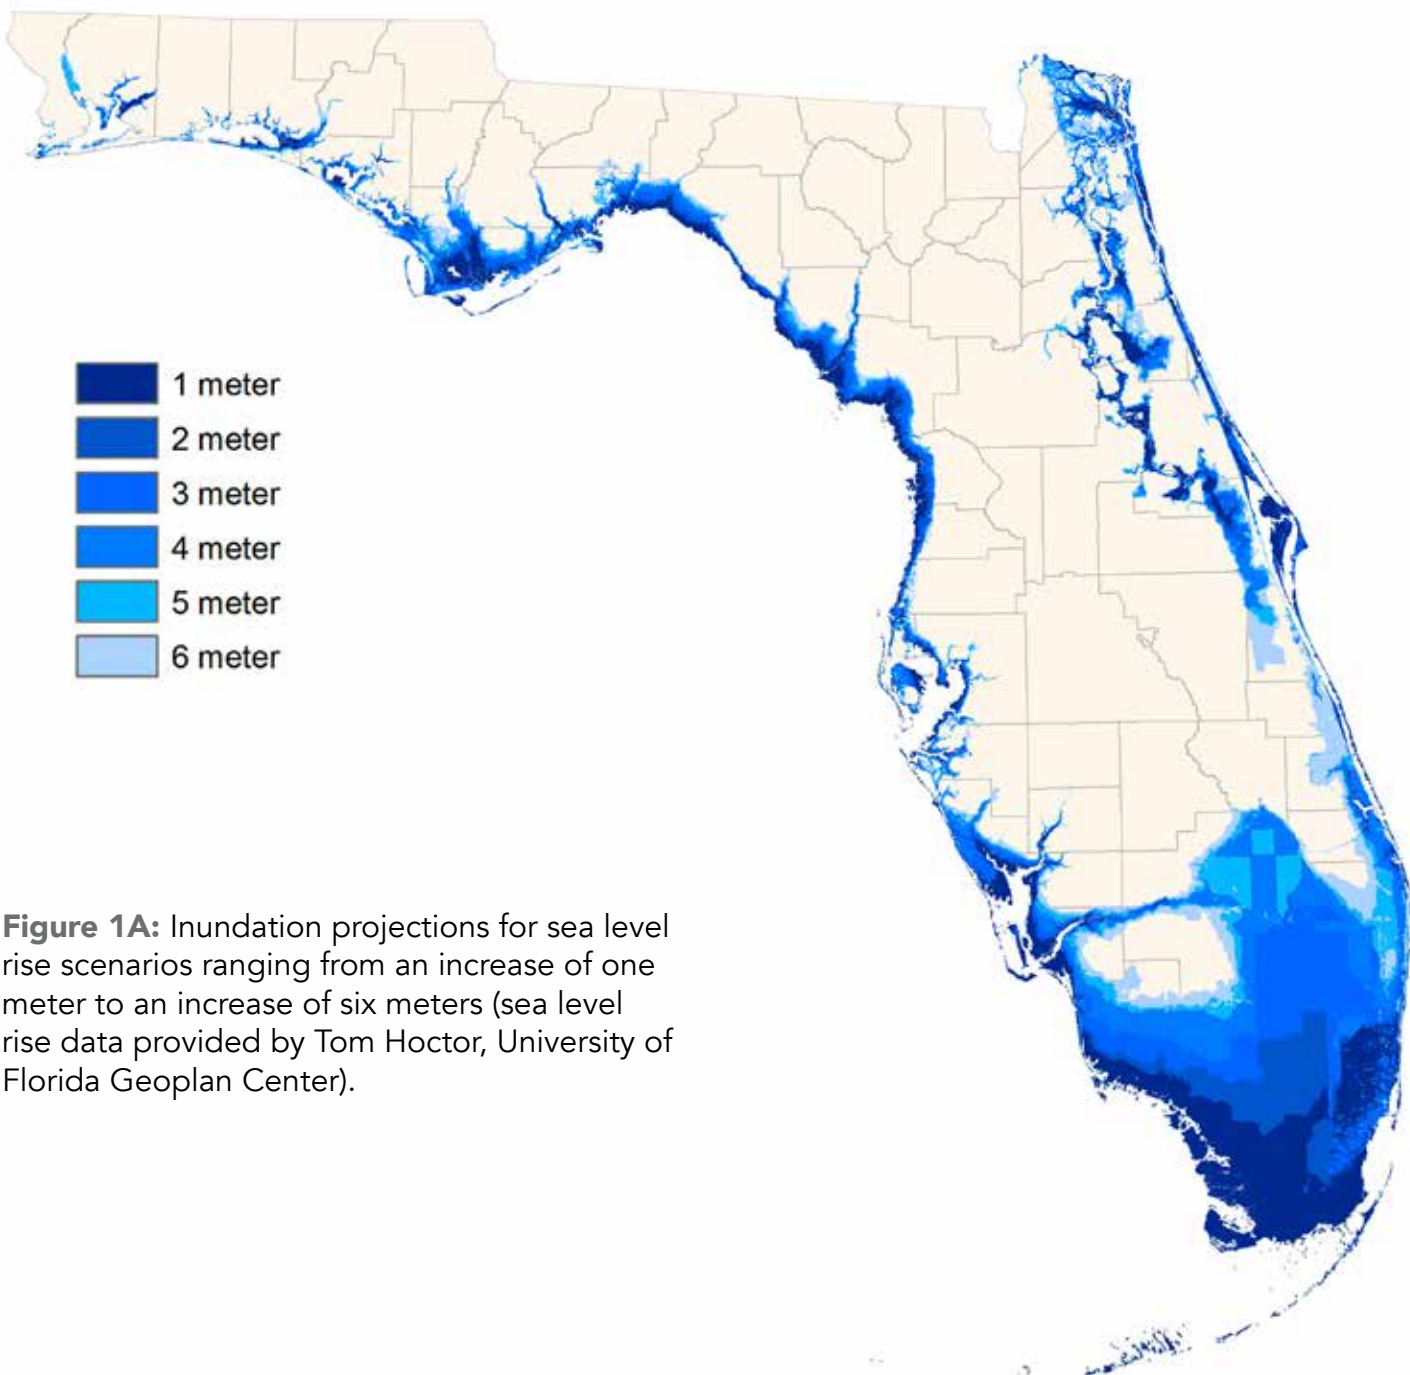 1 meter
2 meter
3 meter
4 meter
5 meter
6 meter
Figure 1A: Inundation projections for sea level
rise scenarios ranging from an increase of one
meter to an increase of six meters (sea level
rise data provided by Tom Hoctor, University of
Florida Geoplan Center).